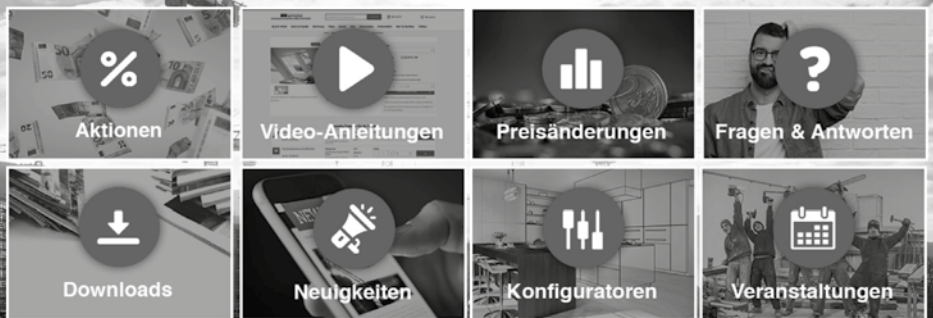 Aktionen
Video-Anleitungen
Preisänderungen
Fragen & Antworten
Downloads
Neuigkeiten
Konfiguratoren
Veranstaltungen